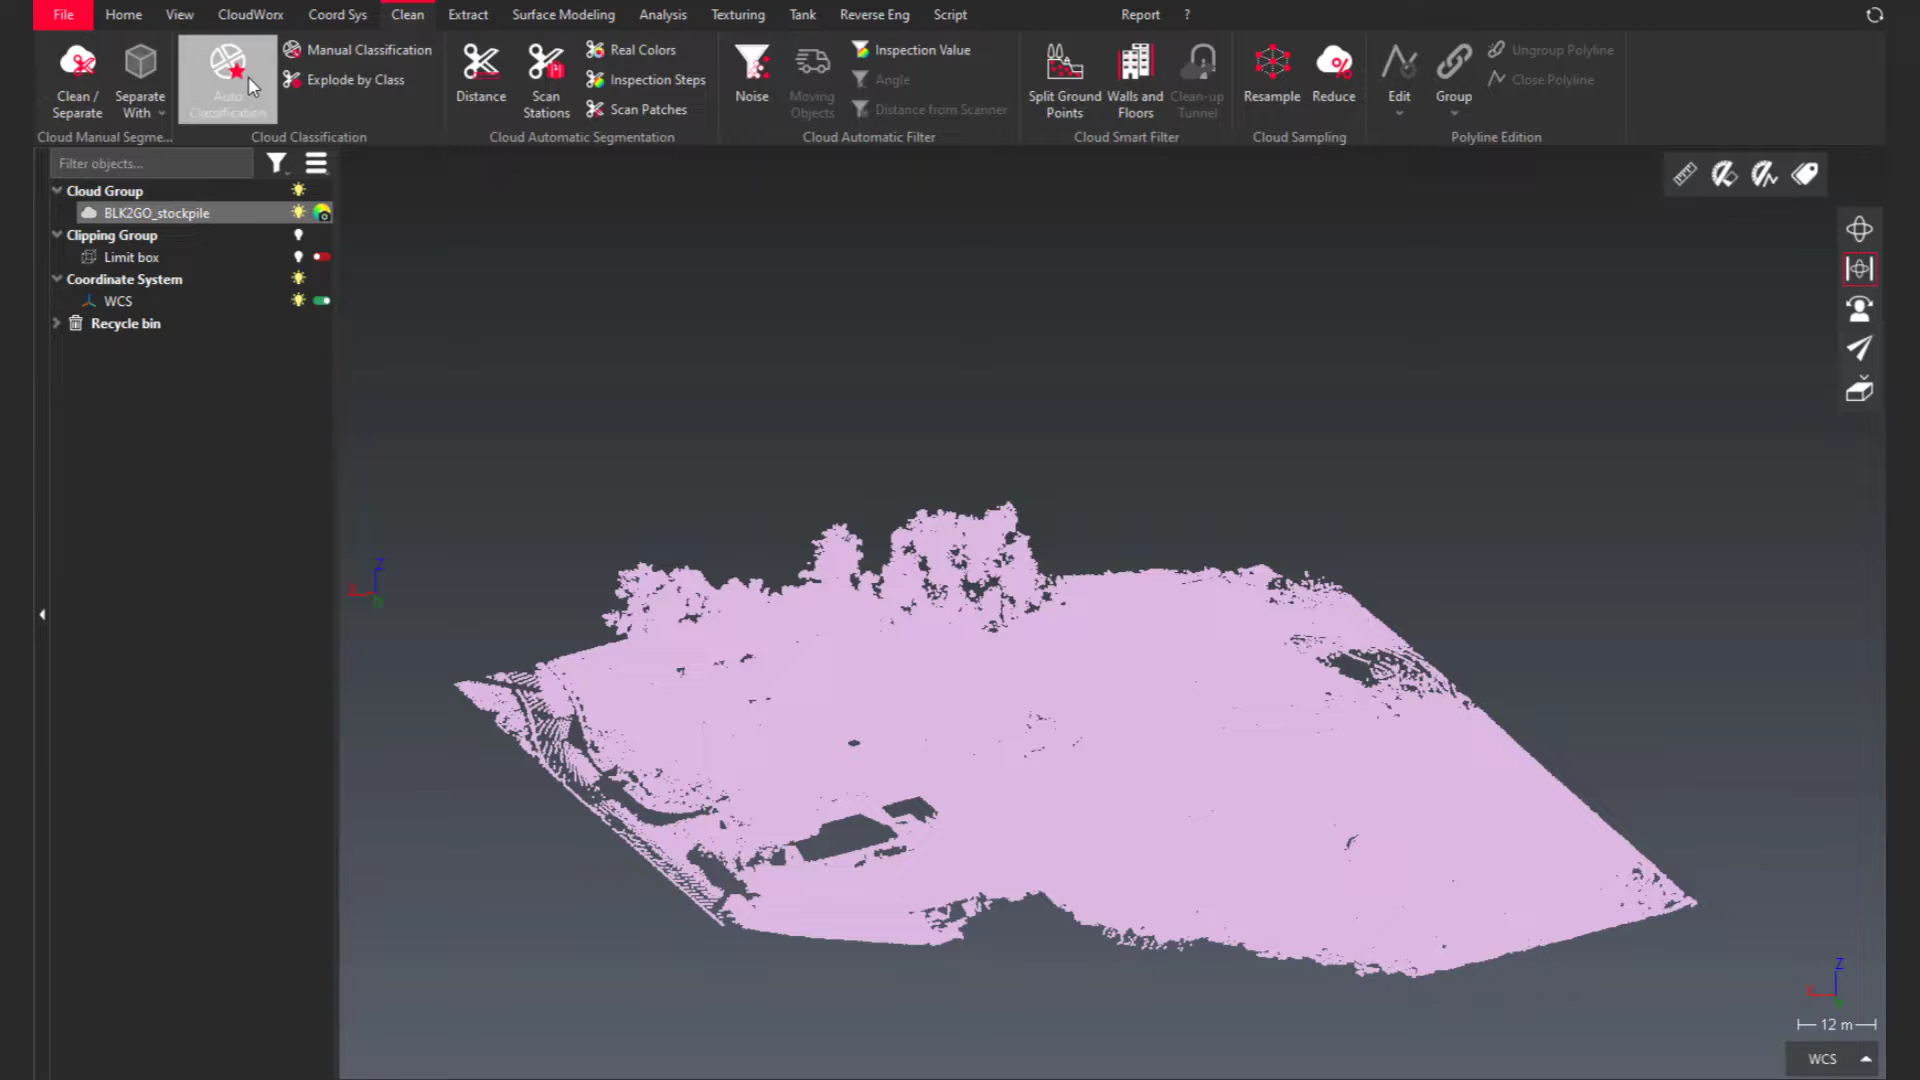 File Home View CloudWorx Coord Sys Clean Extract Surface Modeling Analysis Texturing Tank Reverse Eng Script Report ?
Clean / Separate
Separate With
Auto Classification
Manual Classification
Explode by Class
Distance
Scan Stations
Real Colors
Inspection Steps
Scan Patches
Noise
Moving Objects
Inspection Value
Angle
Distance from Scanner
Split Ground Points
Walls and Floors
Clean-up Tunnel
Resample
Reduce
Edit
Group
Ungroup Polyline
Close Polyline
Cloud Manual Segme... Cloud Classification Cloud Automatic Segmentation Cloud Automatic Filter Cloud Smart Filter Cloud Sampling Polyline Edition
Filter objects...
Cloud Group
BLK2GO_stockpile
Clipping Group
Limit box
Coordinate System
WCS
Recycle bin
Z
Z
12 m
WCS